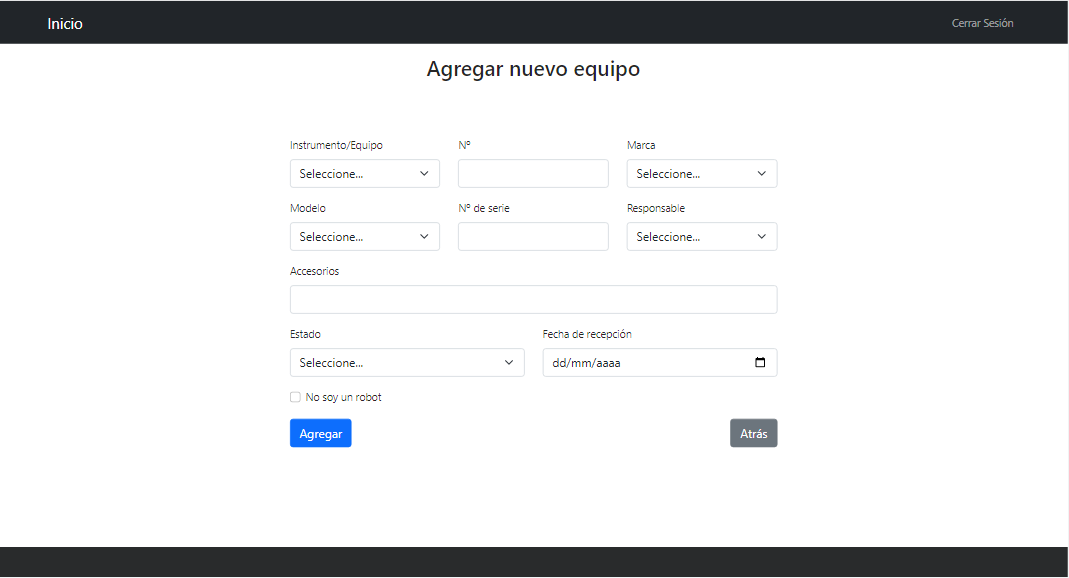 Inicio Cerrar Sesión
Agregar nuevo equipo
Instrumento/Equipo Nº Marca
Seleccione... Seleccione...
Modelo Nº de serie Responsable
Seleccione... Seleccione...
Accesorios
Estado Fecha de recepción
Seleccione... dd/mm/aaaa
No soy un robot
Agregar Atrás